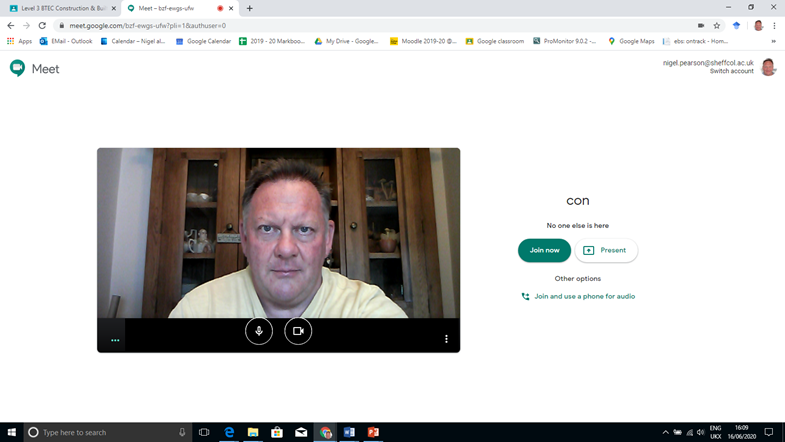 Level 3 BTEC Construction & Buil
Meet – bzf-ewgs-ufw
meet.google.com/bzf-ewgs-ufw?pli=1&authuser=0
Apps
EMail - Outlook
Calendar – Nigel al...
Google Calendar
2019 - 20 Markboo...
My Drive - Google...
Moodle 2019-20 @...
Google classroom
ProMonitor 9.0.2 -...
Google Maps
ebs: ontrack - Hom...
»
Meet
nigel.pearson@sheffcol.ac.uk
Switch account
con
No one else is here
Join now
Present
Other options
Join and use a phone for audio
Type here to search
ENG
UKX
16:09
16/06/2020